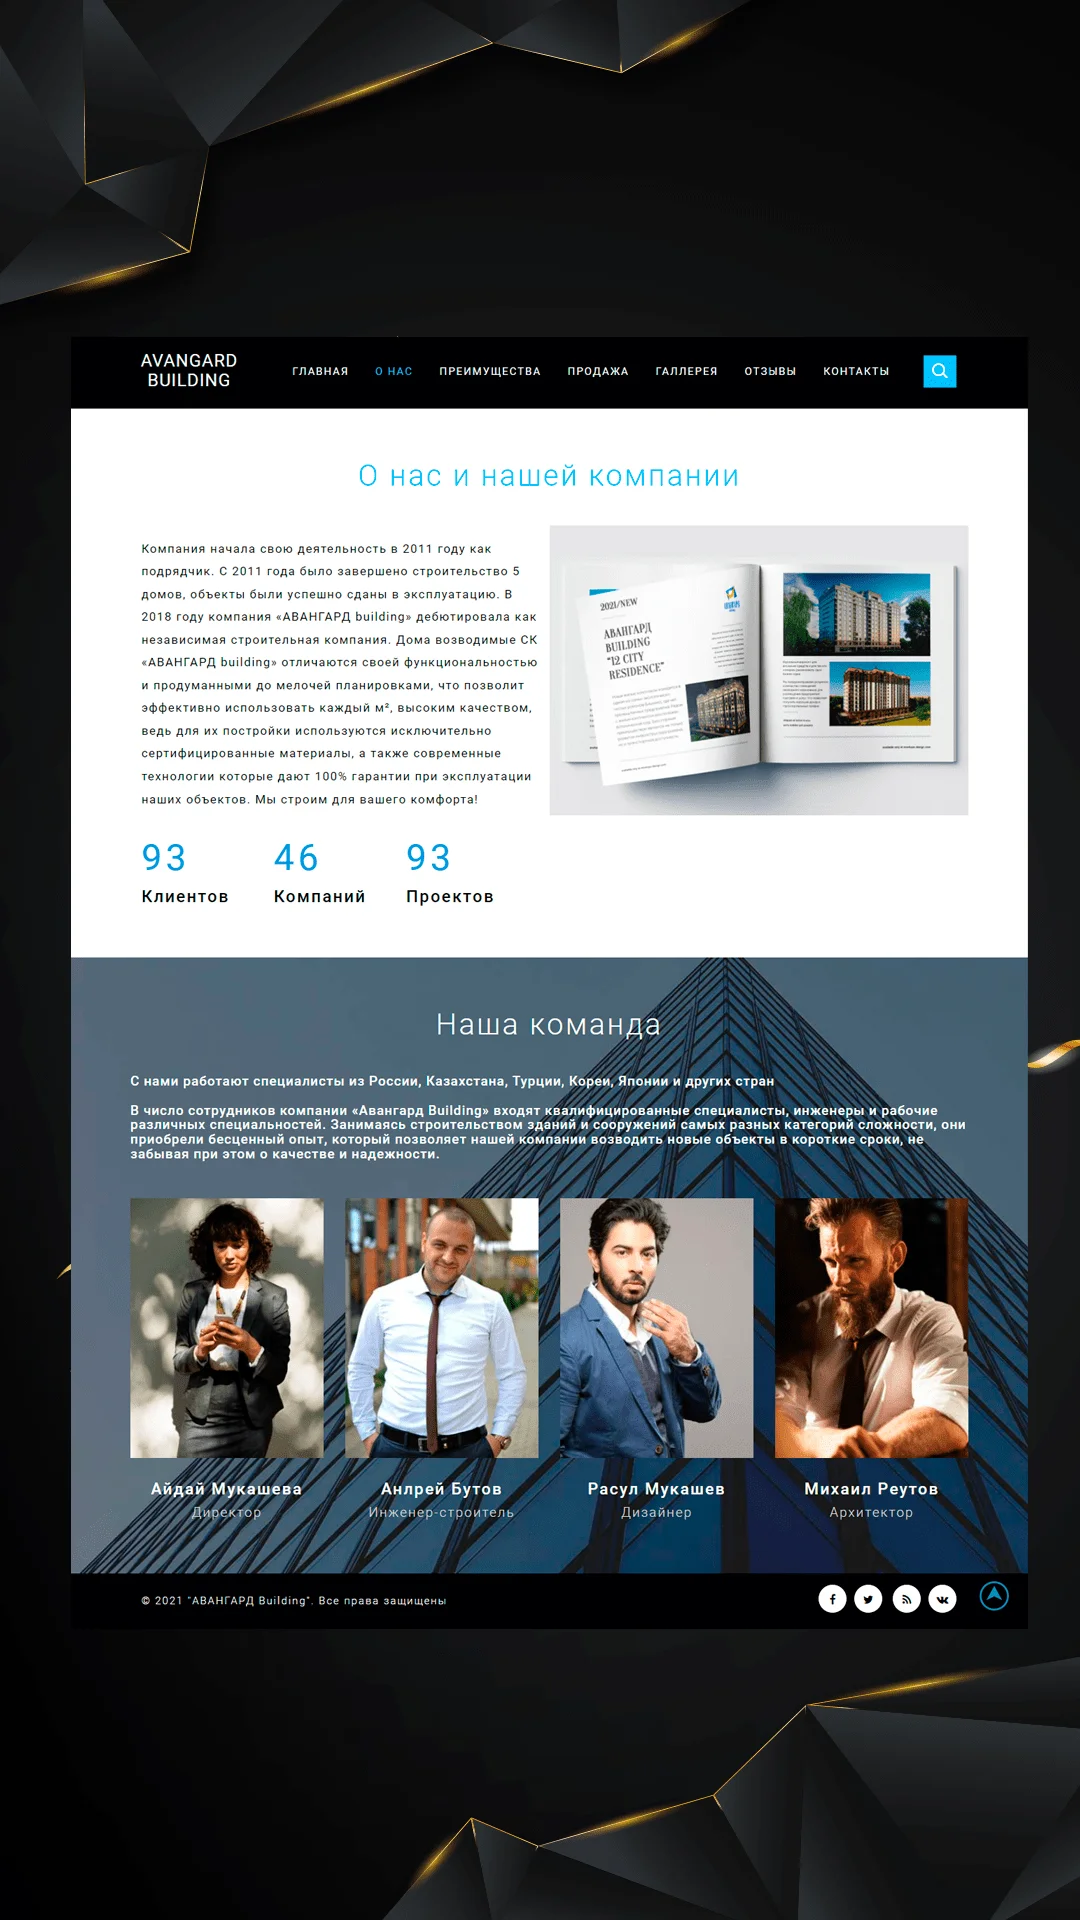 AVANGARD
BUILDING
ГЛАВНАЯ О НАС ПРЕИМУЩЕСТВА ПРОДАЖА ГАЛЛЕРЕЯ ОТЗЫВЫ КОНТАКТЫ
О нас и нашей компании
Компания начала свою деятельность в 2011 году как
подрядчик. С 2011 года было завершено строительство 5
домов, объекты были успешно сданы в эксплуатацию. В
2018 году компания «АВАНГАРД building» дебютировала как
независимая строительная компания. Дома возводимые СК
«АВАНГАРД building» отличаются своей функциональностью
и продуманными до мелочей планировками, что позволит
эффективно использовать каждый м², высоким качеством,
ведь для их постройки используются исключительно
сертифицированные материалы, а также современные
технологии которые дают 100% гарантии при эксплуатации
наших объектов. Мы строим для вашего комфорта!
2021/NEW
АВАНГАРД
BUILDING
"12 CITY
RESIDENCE"
93 46 93
Клиентов Компаний Проектов
Наша команда
С нами работают специалисты из России, Казахстана, Турции, Кореи, Японии и других стран
В число сотрудников компании «Авангард Building» входят квалифицированные специалисты, инженеры и рабочие
различных специальностей. Занимаясь строительством зданий и сооружений самых разных категорий сложности, они
приобрели бесценный опыт, который позволяет нашей компании возводить новые объекты в короткие сроки, не
забывая при этом о качестве и надежности.
Айдай Мукашева
Директор
Анлрей Бутов
Инженер-строитель
Расул Мукашев
Дизайнер
Михаил Реутов
Архитектор
© 2021 "АВАНГАРД Building". Все права защищены